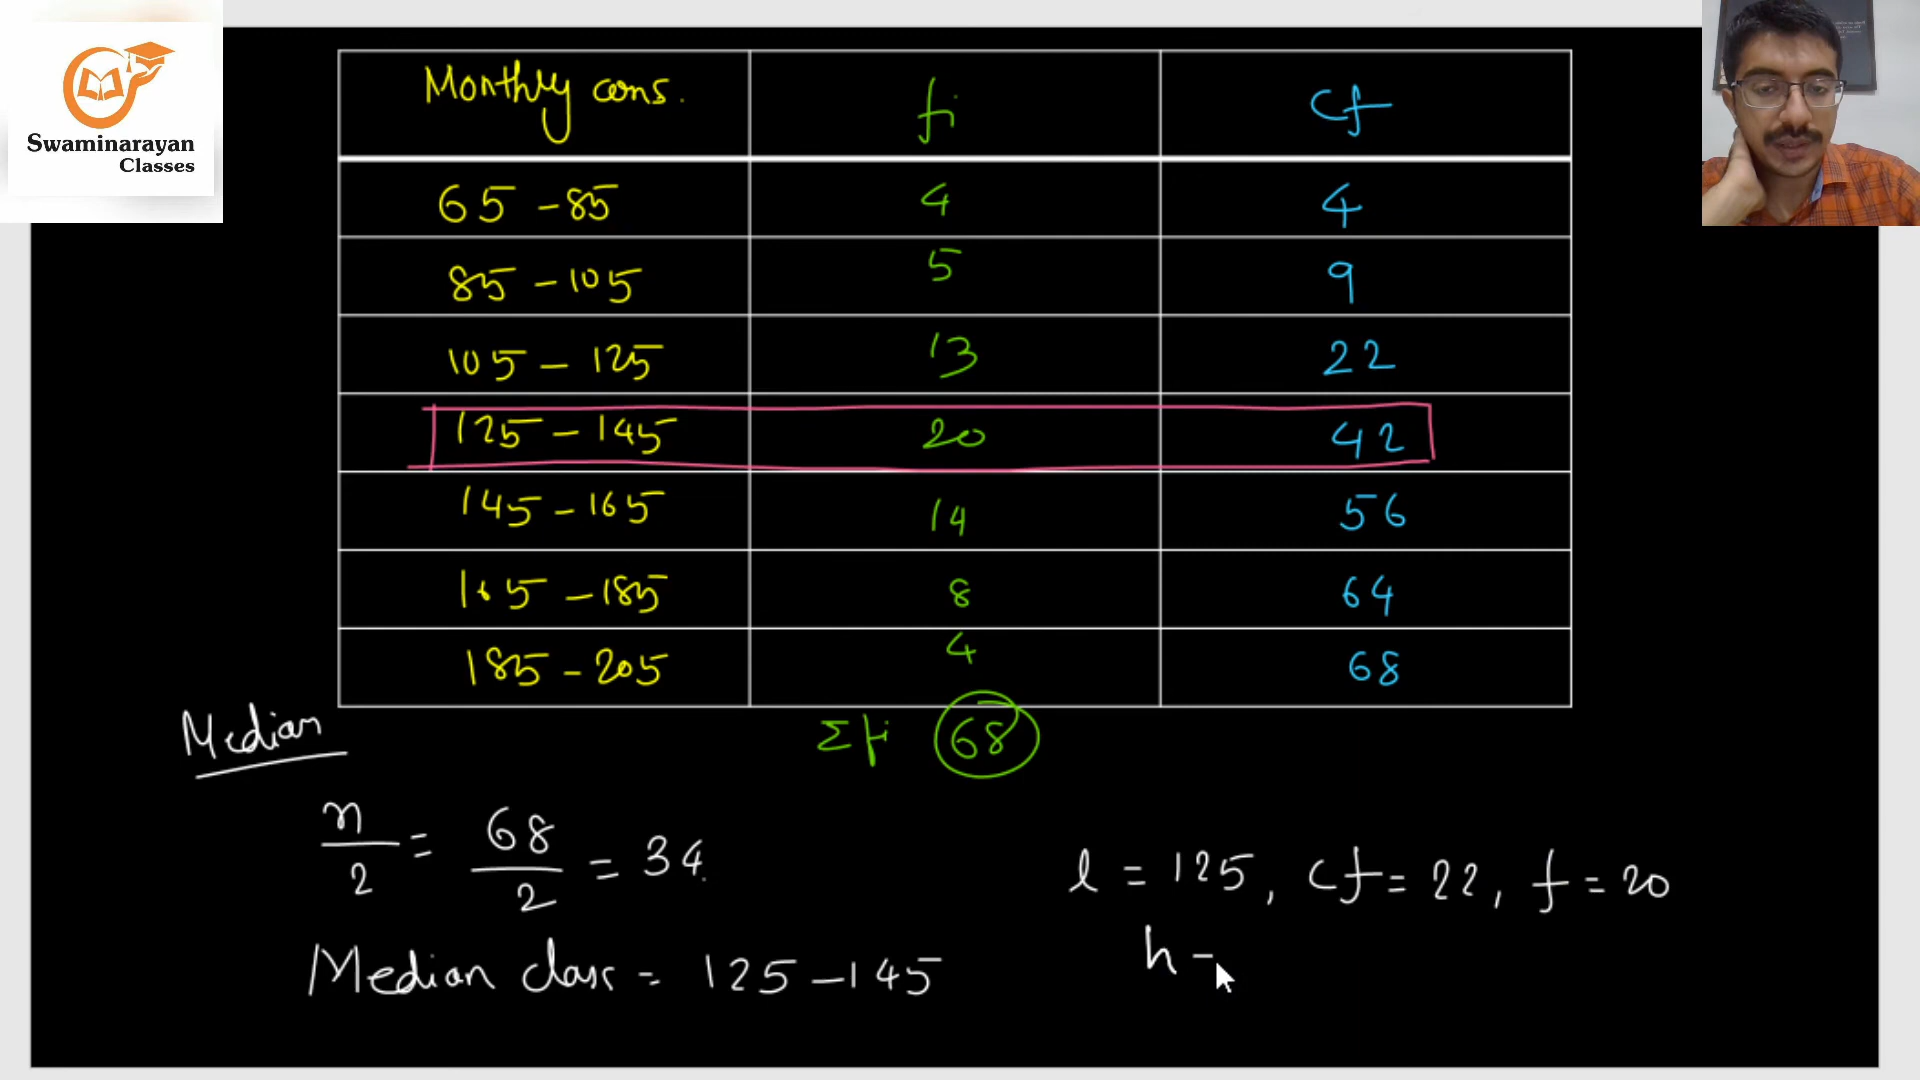 Swaminarayan
Classes
Monthly cons. fi cf
65 - 85 4 4
85 - 105 5 9
105 - 125 13 22
125 - 145 20 42
145 - 165 14 56
165 - 185 8 64
185 - 205 4 68
Σfi 68
Median
n/2 = 68/2 = 34.
l = 125, cf = 22, f = 20
h -
Median class = 125 - 145